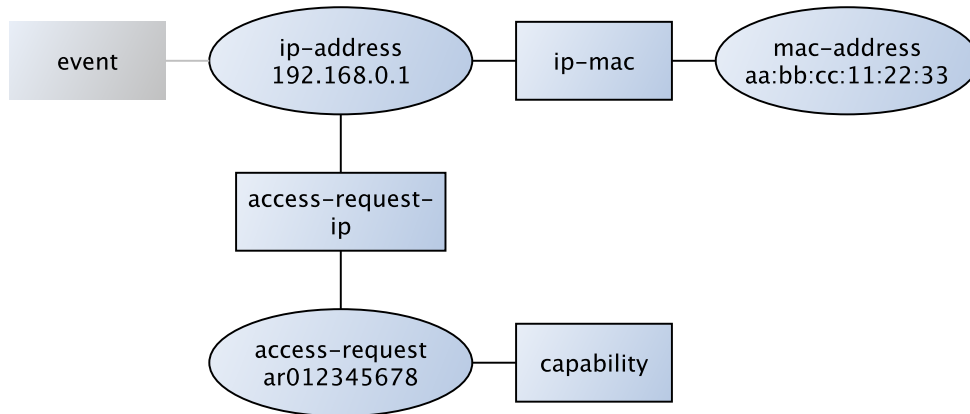 event
ip-address
192.168.0.1
ip-mac
mac-address
aa:bb:cc:11:22:33
access-request-
ip
access-request
ar012345678
capability